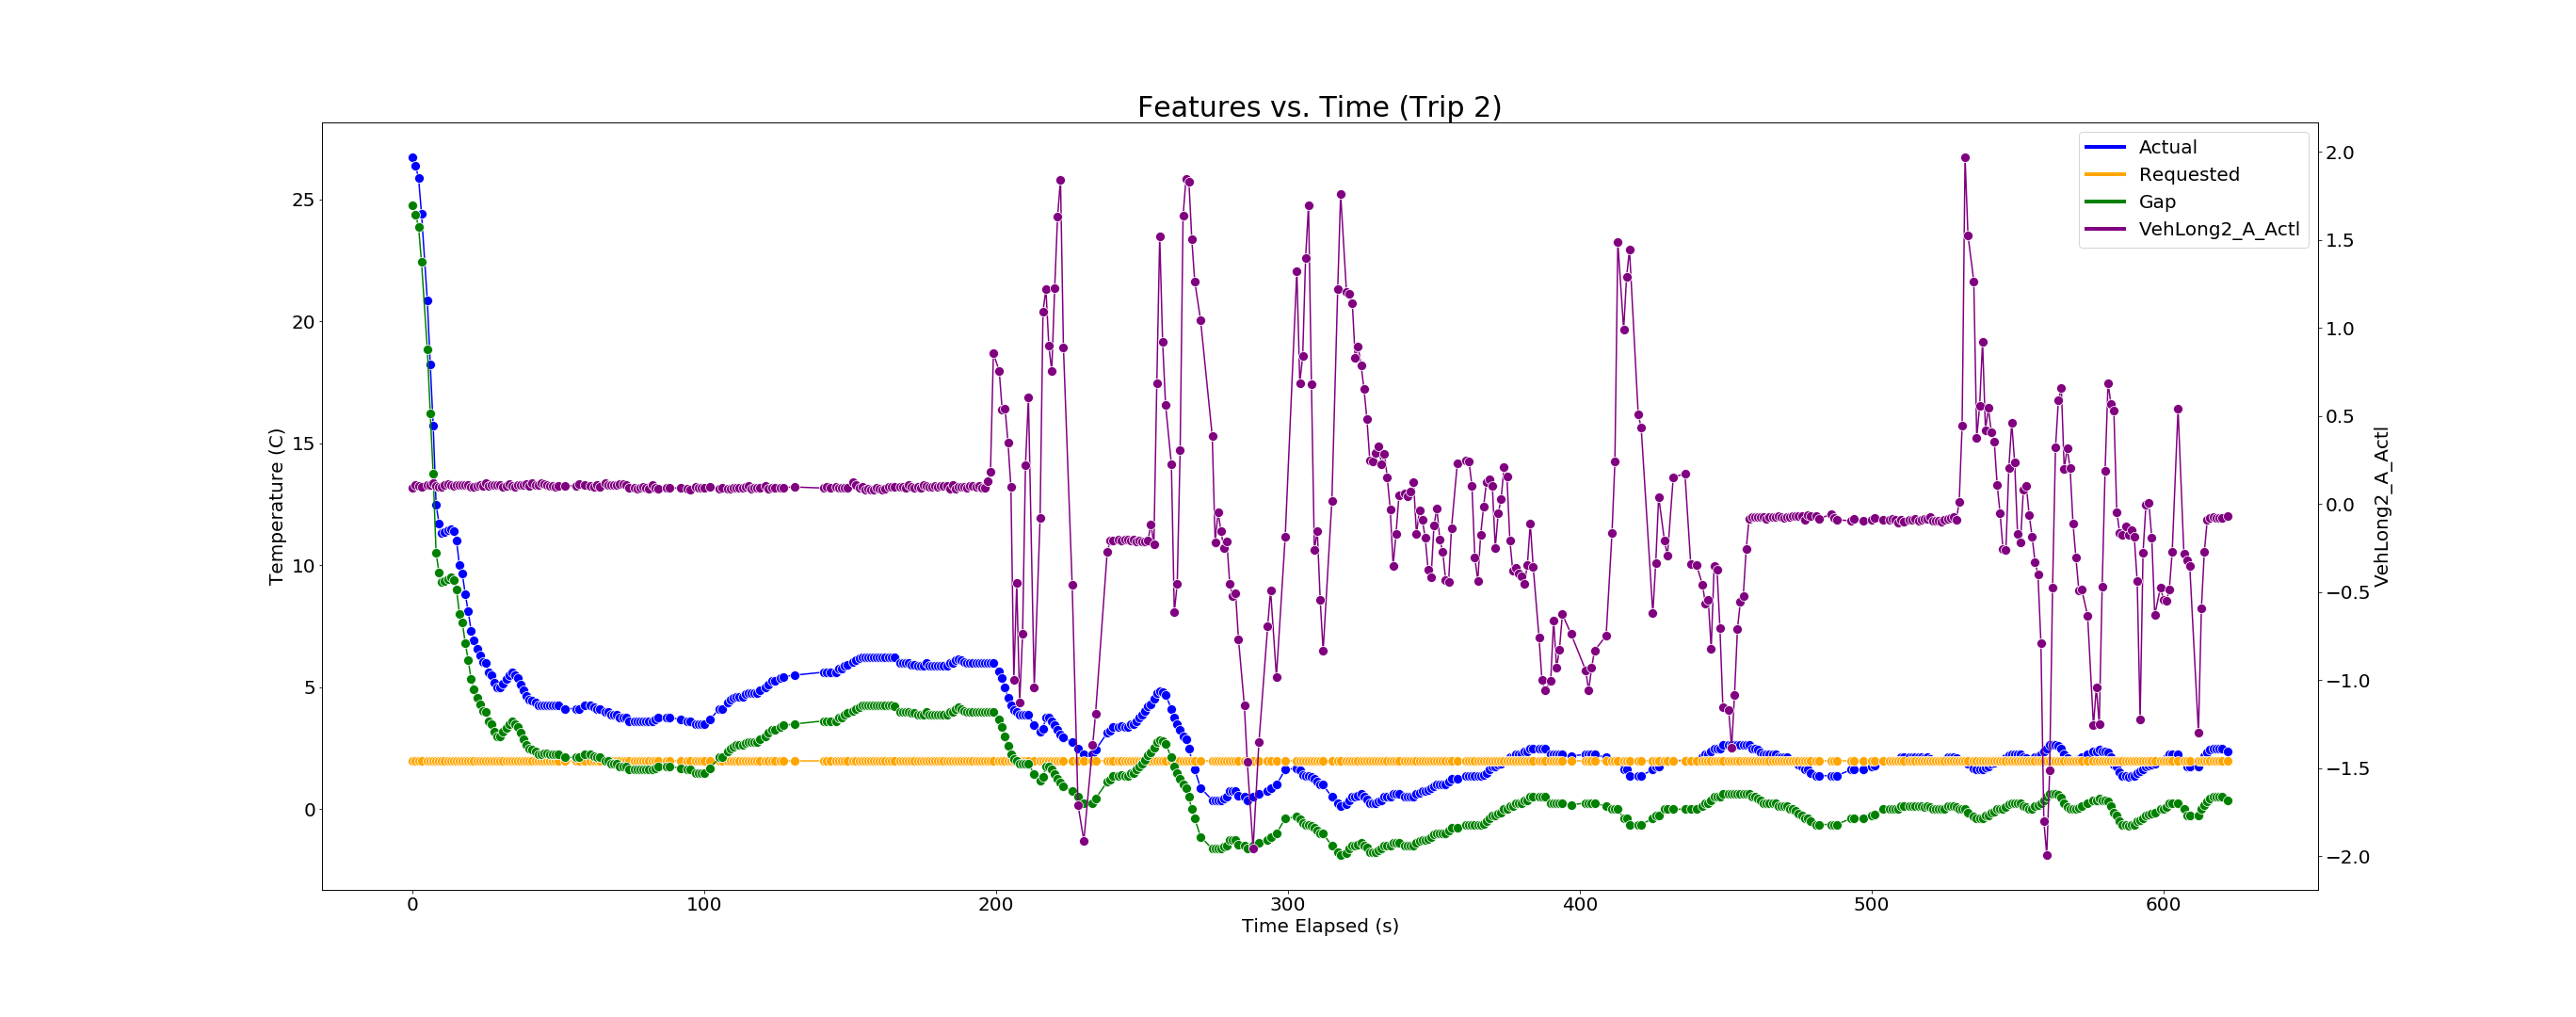 Features vs. Time (Trip 2)
Actual
Requested
Gap
VehLong2_A_Actl
Temperature (C)
25
20
15
10
5
0
2.0
1.5
1.0
0.5
0.0
−0.5
−1.0
−1.5
−2.0
VehLong2_A_Actl
0 100 200 300 400 500 600
Time Elapsed (s)